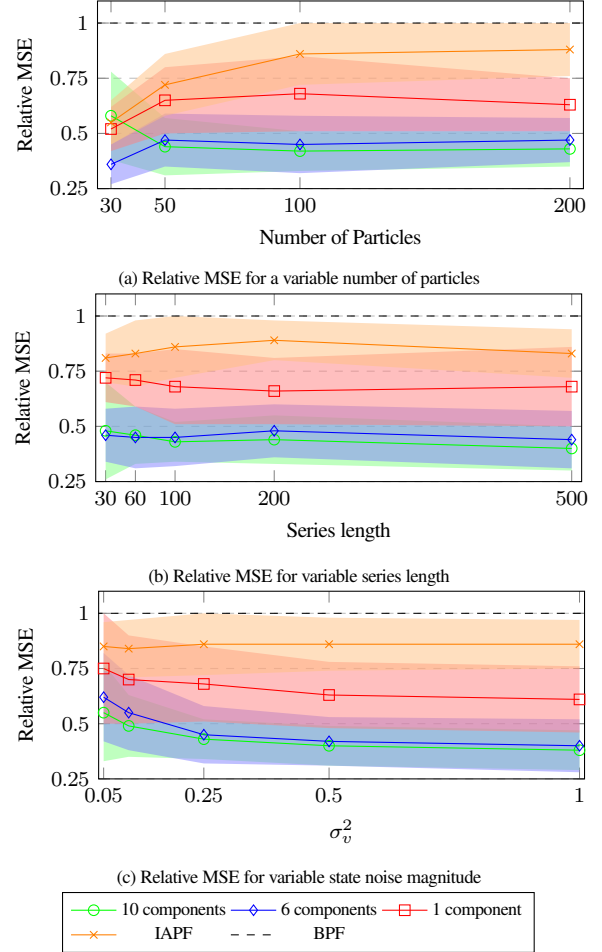 1
0.75
0.5
0.25
Relative MSE
30 50 100 200
Number of Particles
(a) Relative MSE for a variable number of particles
1
0.75
0.5
0.25
Relative MSE
30 60 100 200 500
Series length
(b) Relative MSE for variable series length
1
0.75
0.5
0.25
Relative MSE
0.05 0.25 0.5 1
σ²ᵥ
(c) Relative MSE for variable state noise magnitude
10 components 6 components 1 component
IAPF BPF